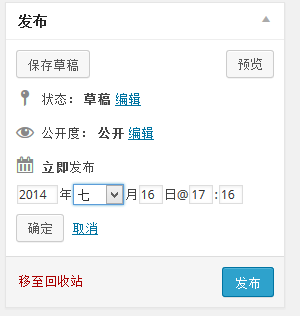 发布
保存草稿 预览
状态： 草稿 编辑
公开度： 公开 编辑
立即发布
2014 年 七 月 16 日@ 17 : 16
确定 取消
移至回收站 发布